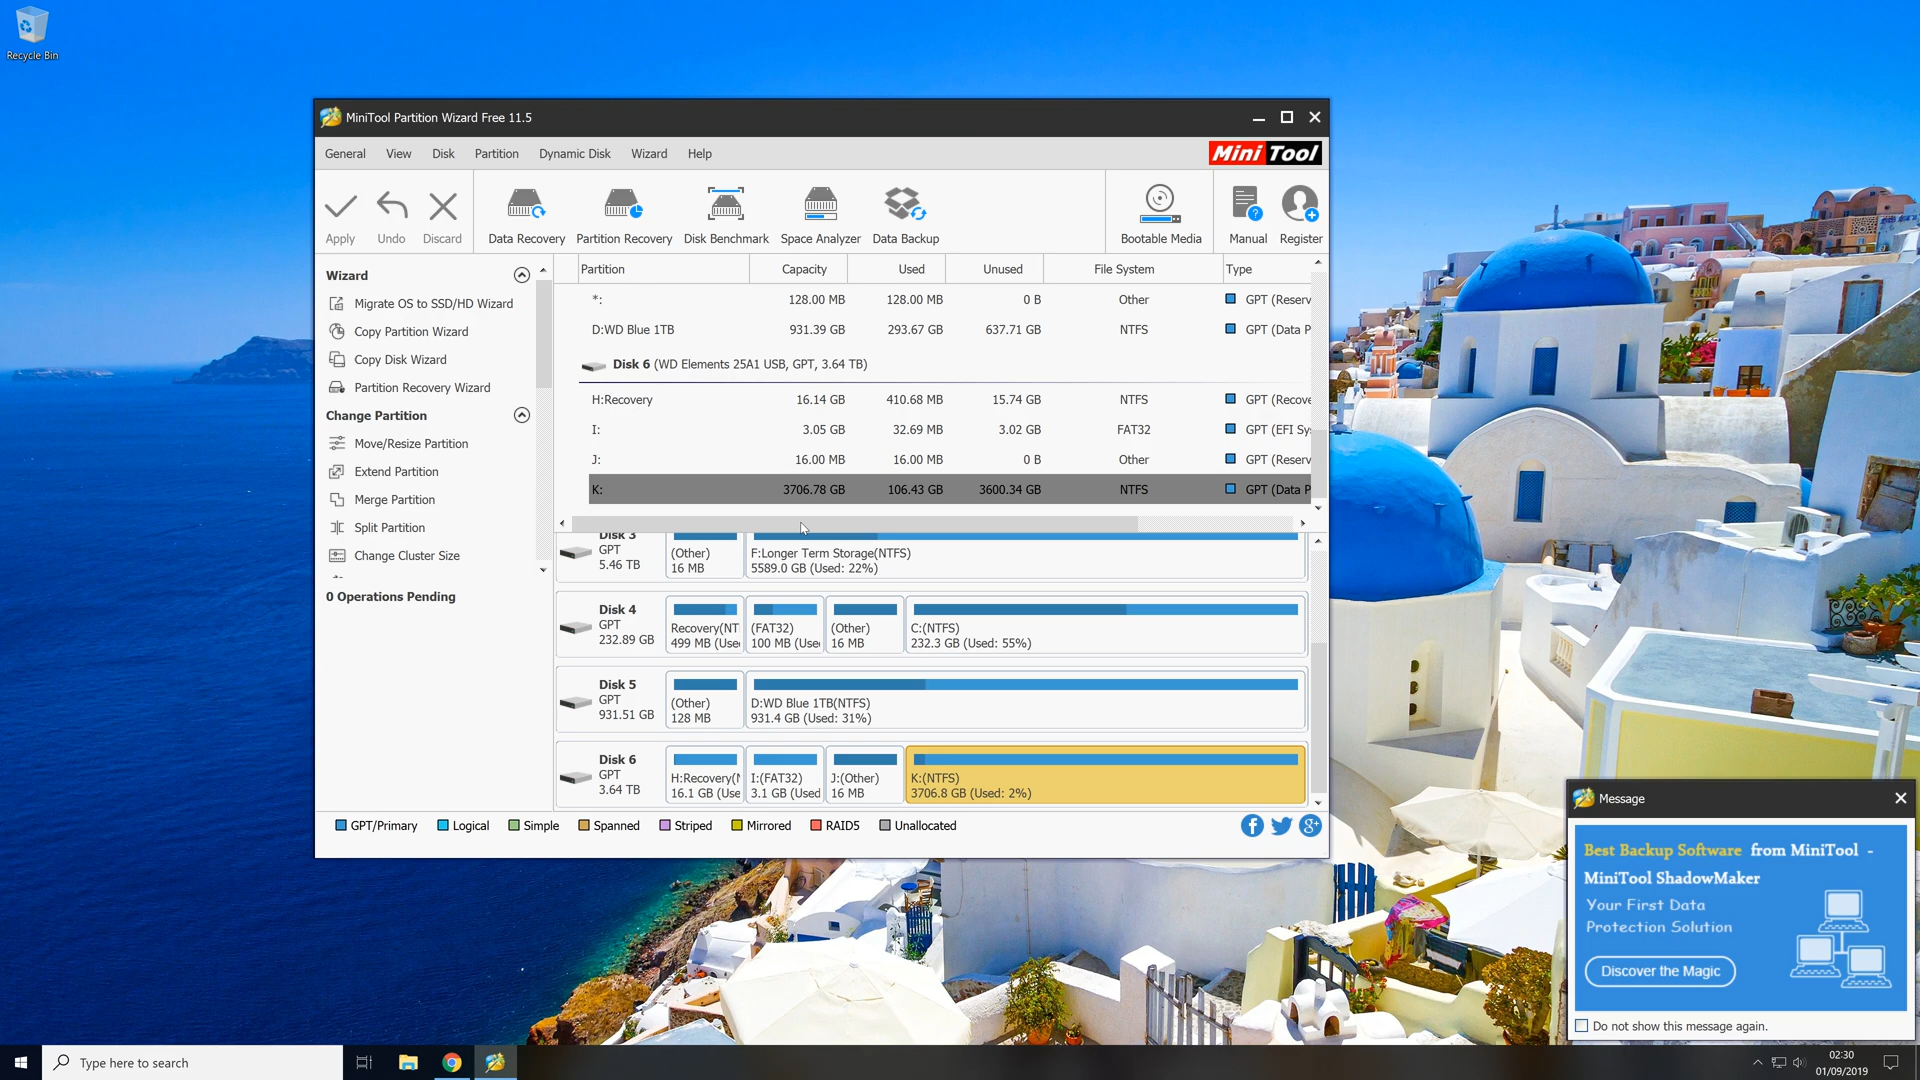 Recycle Bin
MiniTool Partition Wizard Free 11.5
General View Disk Partition Dynamic Disk Wizard Help
Mini Tool
Apply Undo Discard Data Recovery Partition Recovery Disk Benchmark Space Analyzer Data Backup Bootable Media Manual Register
Wizard
Migrate OS to SSD/HD Wizard
Copy Partition Wizard
Copy Disk Wizard
Partition Recovery Wizard
Change Partition
Move/Resize Partition
Extend Partition
Merge Partition
Split Partition
Change Cluster Size
0 Operations Pending
Partition Capacity Used Unused File System Type
*: 128.00 MB 128.00 MB 0 B Other GPT (Reserv
D:WD Blue 1TB 931.39 GB 293.67 GB 637.71 GB NTFS GPT (Data P
Disk 6 (WD Elements 25A1 USB, GPT, 3.64 TB)
H:Recovery 16.14 GB 410.68 MB 15.74 GB NTFS GPT (Recove
I: 3.05 GB 32.69 MB 3.02 GB FAT32 GPT (EFI Sy
J: 16.00 MB 16.00 MB 0 B Other GPT (Reserv
K: 3706.78 GB 106.43 GB 3600.34 GB NTFS GPT (Data P
Disk 3
GPT
5.46 TB
(Other)
16 MB
F:Longer Term Storage(NTFS)
5589.0 GB (Used: 22%)
Disk 4
GPT
232.89 GB
Recovery(NT
499 MB (Use
(FAT32)
100 MB (Use
(Other)
16 MB
C:(NTFS)
232.3 GB (Used: 55%)
Disk 5
GPT
931.51 GB
(Other)
128 MB
D:WD Blue 1TB(NTFS)
931.4 GB (Used: 31%)
Disk 6
GPT
3.64 TB
H:Recovery(N
16.1 GB (Use
I:(FAT32)
3.1 GB (Used
J:(Other)
16 MB
K:(NTFS)
3706.8 GB (Used: 2%)
GPT/Primary Logical Simple Spanned Striped Mirrored RAID5 Unallocated
Message
Best Backup Software from MiniTool -
MiniTool ShadowMaker
Your First Data
Protection Solution
Discover the Magic
Do not show this message again.
Type here to search
02:30
01/09/2019